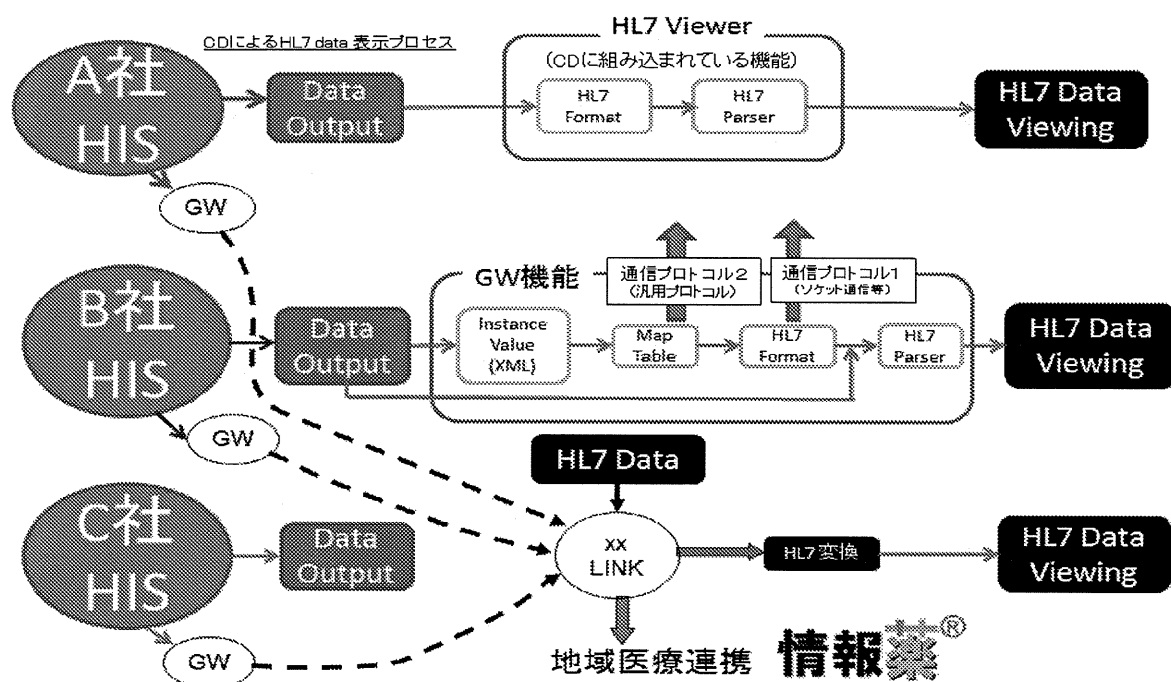 CDによるHL7 data 表示プロセス
HL7 Viewer
(CDに組み込まれている機能)
A社
HIS
Data
Output
HL7
Format
HL7
Parser
HL7 Data
Viewing
GW
GW機能
通信プロトコル2
(汎用プロトコル)
通信プロトコル1
(ソケット通信等)
B社
HIS
Data
Output
Instance
Value
(XML)
Map
Table
HL7
Format
HL7
Parser
HL7 Data
Viewing
GW
HL7 Data
C社
HIS
Data
Output
xx
LINK
HL7 変換
HL7 Data
Viewing
GW
地域医療連携
情報薬®